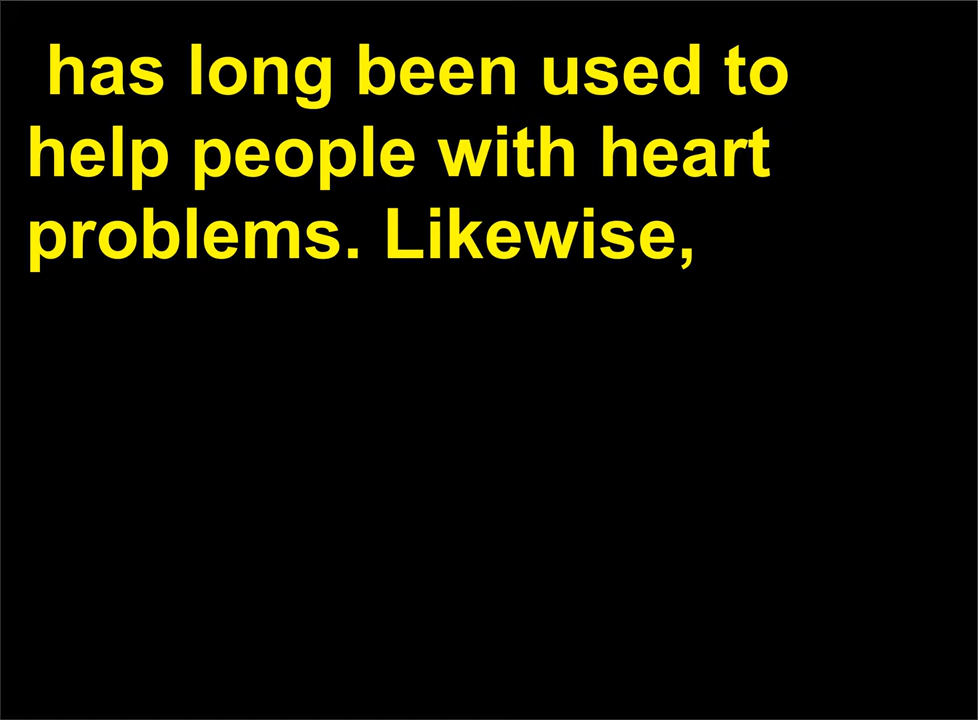 has long been used to
help people with heart
problems. Likewise,